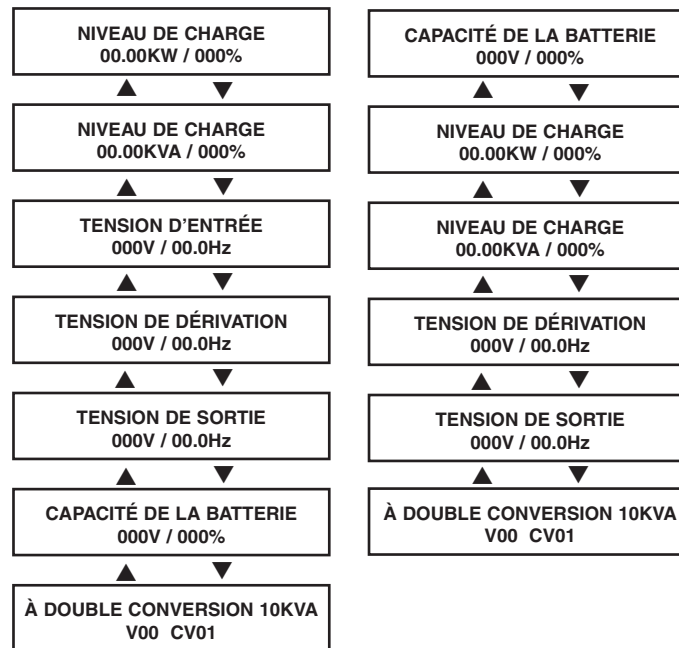 NIVEAU DE CHARGE
00.00KW / 000%
NIVEAU DE CHARGE
00.00KVA / 000%
TENSION D'ENTRÉE
000V / 00.0Hz
TENSION DE DÉRIVATION
000V / 00.0Hz
TENSION DE SORTIE
000V / 00.0Hz
CAPACITÉ DE LA BATTERIE
000V / 000%
À DOUBLE CONVERSION 10KVA
V00 CV01
CAPACITÉ DE LA BATTERIE
000V / 000%
NIVEAU DE CHARGE
00.00KW / 000%
NIVEAU DE CHARGE
00.00KVA / 000%
TENSION DE DÉRIVATION
000V / 00.0Hz
TENSION DE SORTIE
000V / 00.0Hz
À DOUBLE CONVERSION 10KVA
V00 CV01